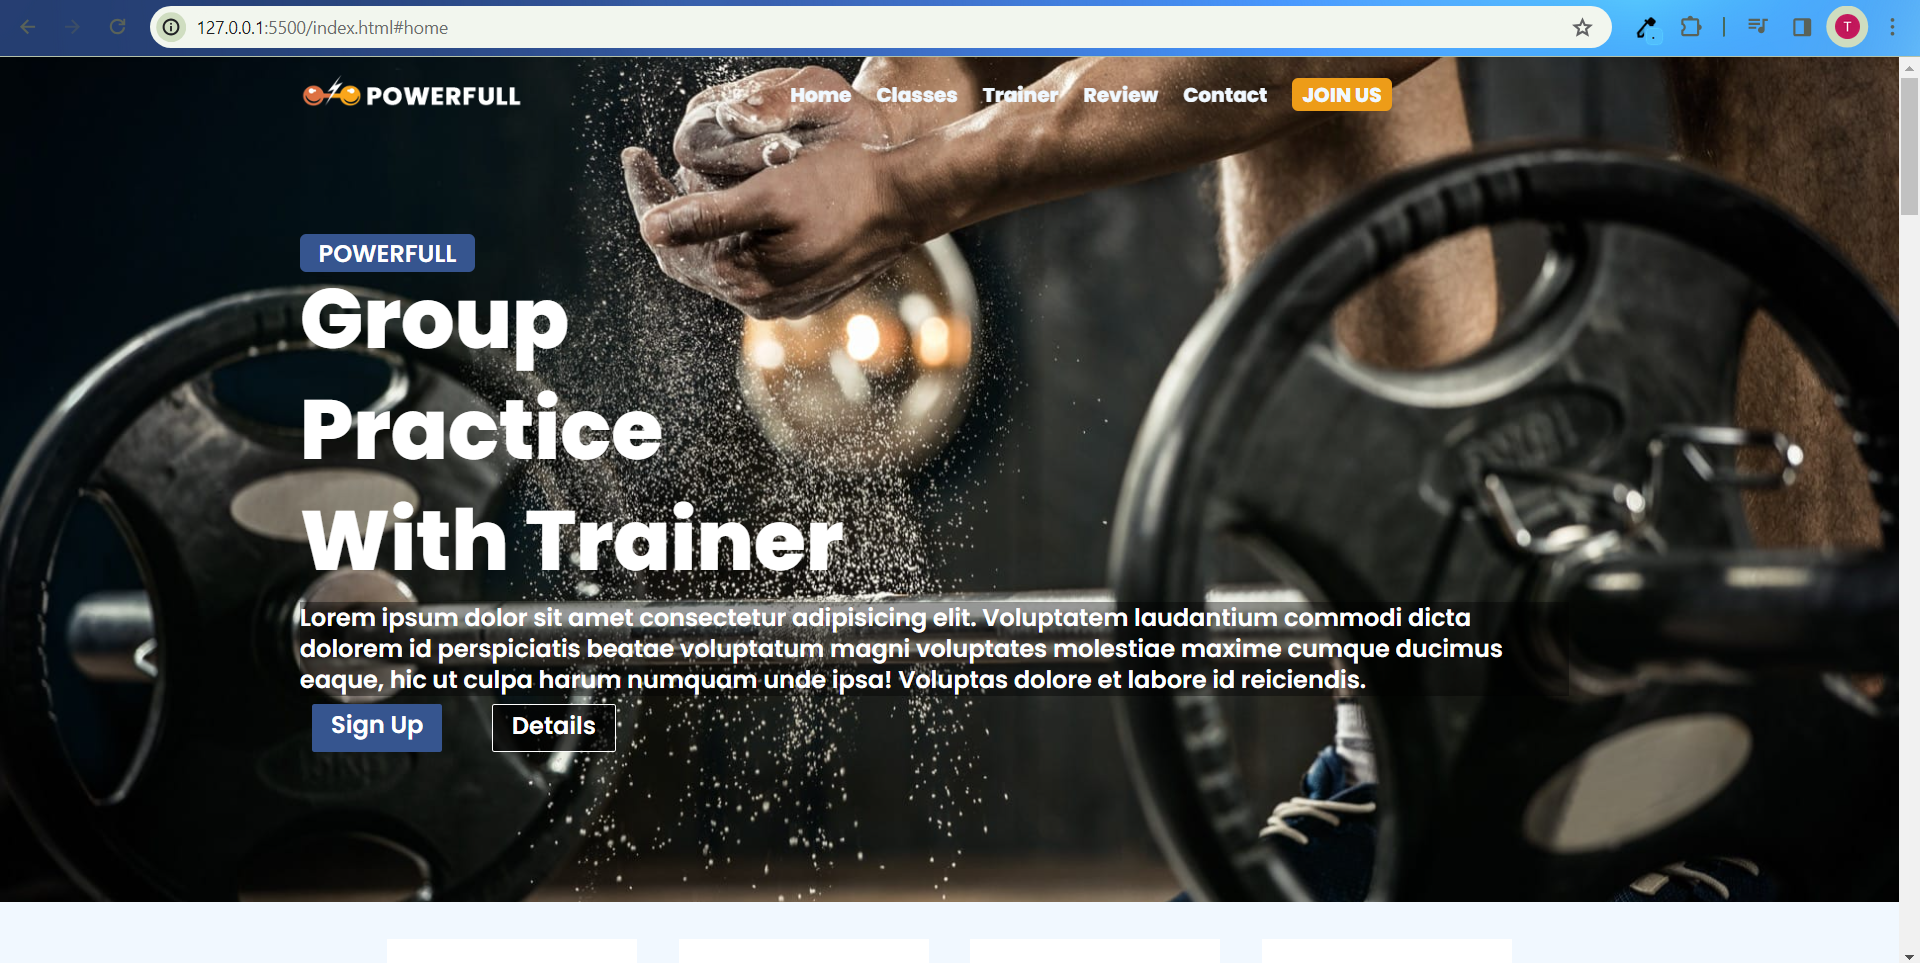 127.0.0.1:5500/index.html#home
T
POWERFULL
Home Classes Trainer Review Contact JOIN US
POWERFULL
Group
Practice
With Trainer
Lorem ipsum dolor sit amet consectetur adipisicing elit. Voluptatem laudantium commodi dicta
dolorem id perspiciatis beatae voluptatum magni voluptates molestiae maxime cumque ducimus
eaque, hic ut culpa harum numquam unde ipsa! Voluptas dolore et labore id reiciendis.
Sign Up Details